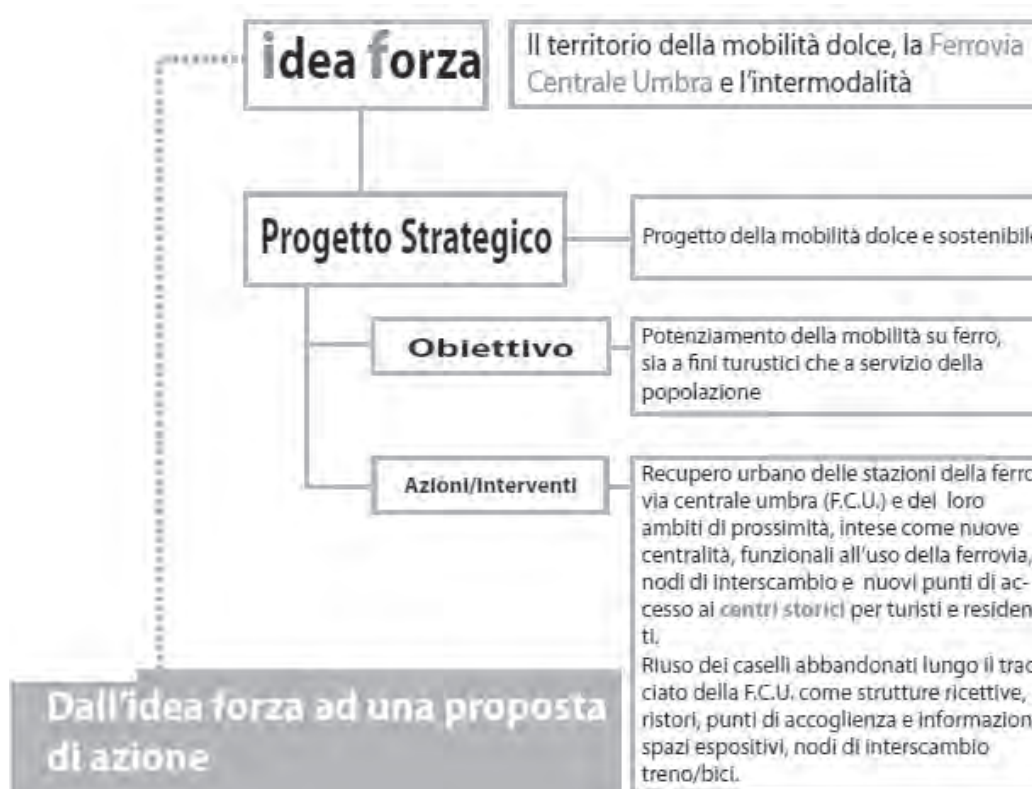 idea forza
Il territorio della mobilità dolce, la Ferrovia
Centrale Umbra e l'intermodalità
Progetto Strategico
Progetto della mobilità dolce e sostenibile
Obiettivo
Potenziamento della mobilità su ferro,
sia a fini turustici che a servizio della
popolazione
Azioni/Interventi
Recupero urbano delle stazioni della ferro
via centrale umbra (F.C.U.) e dei loro
ambiti di prossimità, intese come nuove
centralità, funzionali all'uso della ferrovia,
nodi di interscambio e nuovi punti di ac-
cesso ai centri storici per turisti e residen
ti.
Riuso dei caselli abbandonati lungo il trac
ciato della F.C.U. come strutture ricettive,
ristori, punti di accoglienza e informazion
spazi espositivi, nodi di interscambio
treno/bici.
Dall'idea forza ad una proposta
di azione